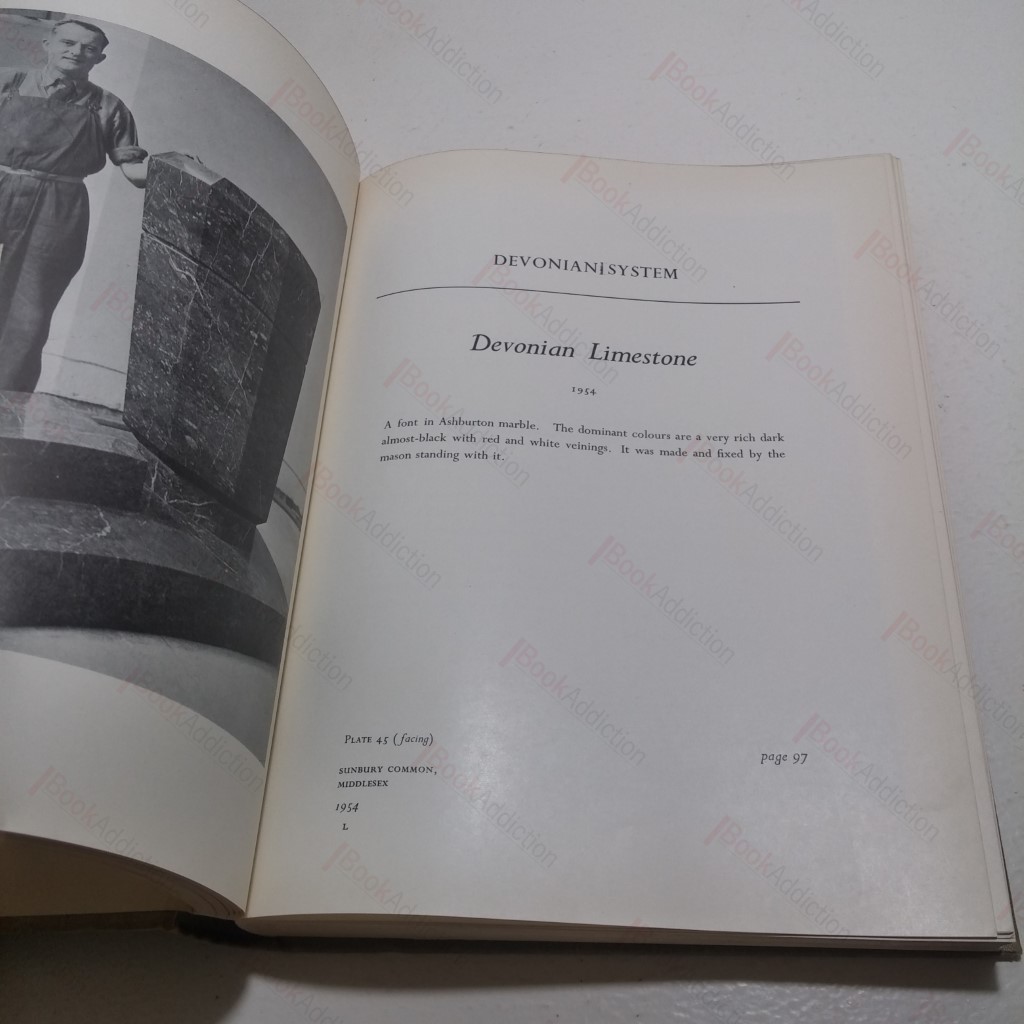 DEVONIAN SYSTEM
Devonian Limestone
1954
A font in Ashburton marble. The dominant colours are a very rich dark
almost-black with red and white veinings. It was made and fixed by the
mason standing with it.
PLATE 45 (facing)
page 97
SUNBURY COMMON,
MIDDLESEX
1954
L
BookAddiction